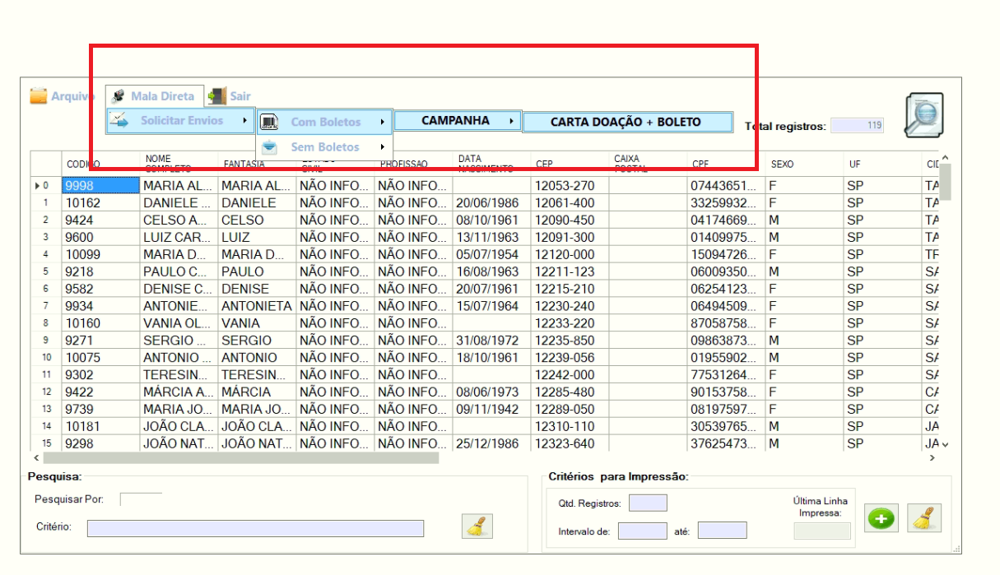 Arquivo Mala Direta Sair
Solicitar Envios Com Boletos CAMPANHA CARTA DOAÇÃO + BOLETO Total registros: 119
Sem Boletos
CODIGO NOME COMPLETO FANTASIA ESTADO CIVIL PROFISSAO DATA NASCIMENTO CEP CAIXA POSTAL CPF SEXO UF CID
0 9998 MARIA AL... MARIA AL... NÃO INFO... NÃO INFO... 12053-270 07443651... F SP TA
1 10162 DANIELE ... DANIELE NÃO INFO... NÃO INFO... 20/06/1986 12061-400 33259932... F SP TA
2 9424 CELSO A... CELSO NÃO INFO... NÃO INFO... 08/10/1961 12090-450 04174669... M SP TA
3 9600 LUIZ CAR... LUIZ NÃO INFO... NÃO INFO... 13/11/1963 12091-300 01409975... M SP TA
4 10099 MARIA D... MARIA D... NÃO INFO... NÃO INFO... 05/07/1954 12120-000 15094726... F SP TF
5 9218 PAULO C... PAULO NÃO INFO... NÃO INFO... 16/08/1963 12211-123 06009350... M SP SA
6 9582 DENISE C... DENISE NÃO INFO... NÃO INFO... 20/07/1961 12215-210 06254123... F SP SA
7 9934 ANTONIE... ANTONIETA NÃO INFO... NÃO INFO... 15/07/1964 12230-240 06494509... F SP SA
8 10160 VANIA OL... VANIA NÃO INFO... NÃO INFO... 12233-220 87058758... F SP SA
9 9271 SERGIO ... SERGIO NÃO INFO... NÃO INFO... 31/08/1972 12235-850 09863873... M SP SA
10 10075 ANTONIO ... ANTONIO NÃO INFO... NÃO INFO... 18/10/1961 12239-056 01955902... M SP SA
11 9302 TERESIN... TERESIN... NÃO INFO... NÃO INFO... 12242-000 77531264... F SP SA
12 9422 MÁRCIA A... MÁRCIA NÃO INFO... NÃO INFO... 08/06/1973 12285-480 90153758... F SP CA
13 9739 MARIA JO... MARIA JO... NÃO INFO... NÃO INFO... 09/11/1942 12289-050 08197597... F SP CA
14 10181 JOÃO CLA... JOÃO CLA... NÃO INFO... NÃO INFO... 12310-110 30539765... M SP JA
15 9298 JOÃO NAT... JOÃO NAT... NÃO INFO... NÃO INFO... 25/12/1986 12323-640 37625473... M SP JA
Pesquisa: Critérios para Impressão:
Pesquisar Por: Qtd. Registros: Última Linha Impressa:
Critério: Intervalo de: até: